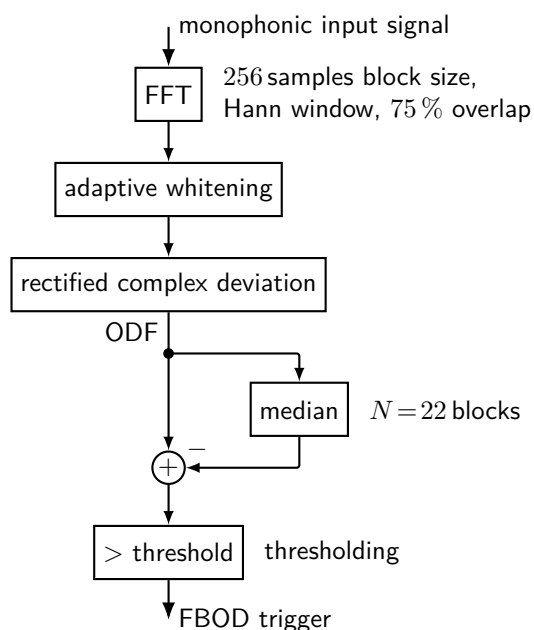 monophonic input signal
FFT
256 samples block size,
Hann window, 75 % overlap
adaptive whitening
rectified complex deviation
ODF
median
N = 22 blocks
−
+
> threshold
thresholding
FBOD trigger